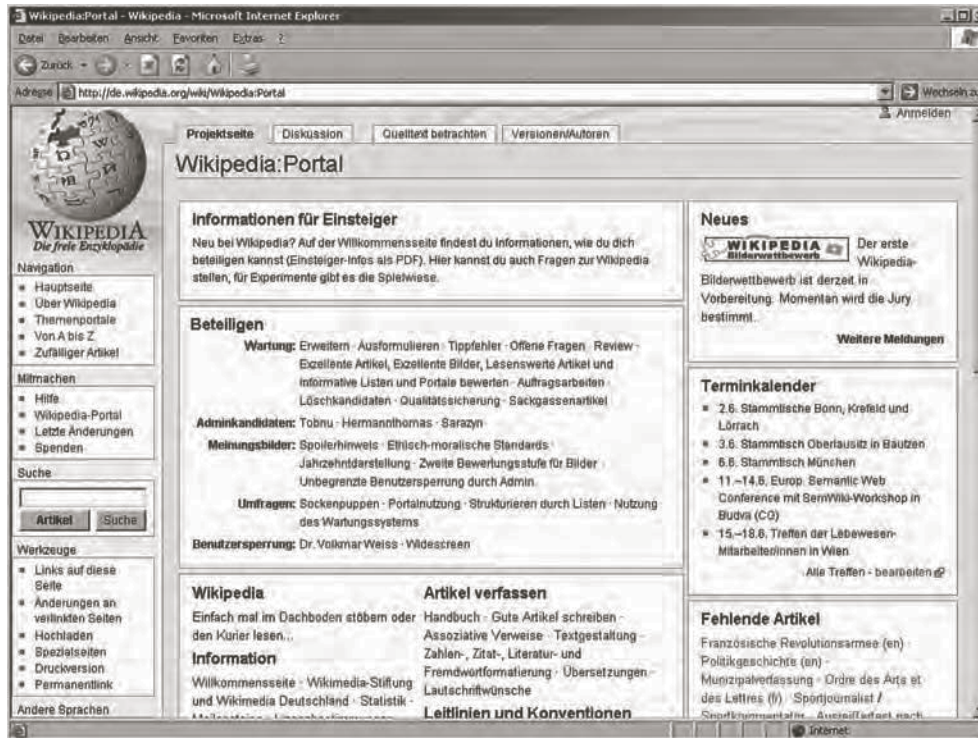 Wikipedia:Portal - Wikipedia - Microsoft Internet Explorer
Datei Bearbeiten Ansicht Favoriten Extras ?
Zurück
Adresse http://de.wikipedia.org/wiki/Wikipedia:Portal Wechseln zu
Anmelden
Projektseite Diskussion Quelltext betrachten Versionen/Autoren
Wikipedia:Portal
WIKIPEDIA
Die freie Enzyklopädie
Navigation
Hauptseite
Über Wikipedia
Themenportale
Von A bis Z
Zufälliger Artikel
Mitmachen
Hilfe
Wikipedia-Portal
Letzte Änderungen
Spenden
Suche
Artikel Suche
Werkzeuge
Links auf diese
Seite
Änderungen an
verlinkten Seiten
Hochladen
Spezialseiten
Druckversion
Permanentlink
Andere Sprachen
Informationen für Einsteiger
Neu bei Wikipedia? Auf der Willkommensseite findest du Informationen, wie du dich
beteiligen kannst (Einsteiger-Infos als PDF). Hier kannst du auch Fragen zur Wikipedia
stellen, für Experimente gibt es die Spielwiese.
Beteiligen
Wartung: Erweitern · Ausformulieren · Tippfehler · Offene Fragen · Review ·
Exzellente Artikel, Exzellente Bilder, Lesenswerte Artikel und
Informative Listen und Portale bewerten · Auftragsarbeiten ·
Löschkandidaten · Qualitätssicherung · Sackgassenartikel
Adminkandidaten: Tobnu · Hermannthomas · Sarazyn
Meinungsbilder: Spoilerhinweis · Ethisch-moralische Standards ·
Jahrzehntdarstellung · Zweite Bewertungsstufe für Bilder ·
Unbegrenzte Benutzersperrung durch Admin
Umfragen: Sockenpuppen · Portalnutzung · Strukturieren durch Listen · Nutzung
des Wartungssystems
Benutzersperrung: Dr. Volkmar Weiss · Widescreen
Wikipedia
Einfach mal im Dachboden stöbern oder
den Kurier lesen...
Information
Willkommensseite · Wikimedia-Stiftung
und Wikimedia Deutschland · Statistik ·
Artikel verfassen
Handbuch · Gute Artikel schreiben ·
Assoziative Verweise · Textgestaltung ·
Zahlen-, Zitat-, Literatur- und
Fremdwortformatierung · Übersetzungen ·
Lautschriftwünsche
Leitlinien und Konventionen
Neues
WIKIPEDIA
Bilderwettbewerb
Der erste
Wikipedia-
Bilderwettbewerb ist derzeit in
Vorbereitung. Momentan wird die Jury
bestimmt.
Weitere Meldungen
Terminkalender
2.6. Stammtische Bonn, Krefeld und
Lörrach
3.6. Stammtisch Oberlausitz in Bautzen
6.6. Stammtisch München
11.–14.6. Europ. Semantic Web
Conference mit SemWiki-Workshop in
Budva (CG)
15.–18.6. Treffen der Lebewesen-
Mitarbeiter/innen in Wien
Alle Treffen - bearbeiten
Fehlende Artikel
Französische Revolutionsarmee (en) ·
Politikgeschichte (en) ·
Munizipalverfassung · Ordre des Arts et
des Lettres (fr) · Sportjournalist /
Internet